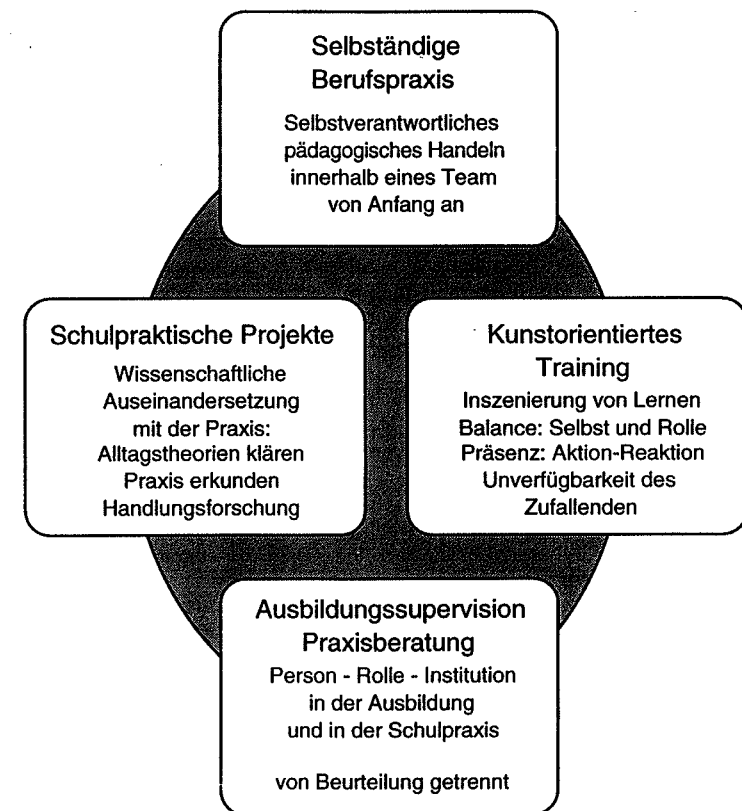 Selbständige
Berufspraxis
Selbstverantwortliches
pädagogisches Handeln
innerhalb eines Team
von Anfang an
Schulpraktische Projekte
Wissenschaftliche
Auseinandersetzung
mit der Praxis:
Alltagstheorien klären
Praxis erkunden
Handlungsforschung
Kunstorientiertes
Training
Inszenierung von Lernen
Balance: Selbst und Rolle
Präsenz: Aktion-Reaktion
Unverfügbarkeit des
Zufallenden
Ausbildungssupervision
Praxisberatung
Person - Rolle - Institution
in der Ausbildung
und in der Schulpraxis
von Beurteilung getrennt